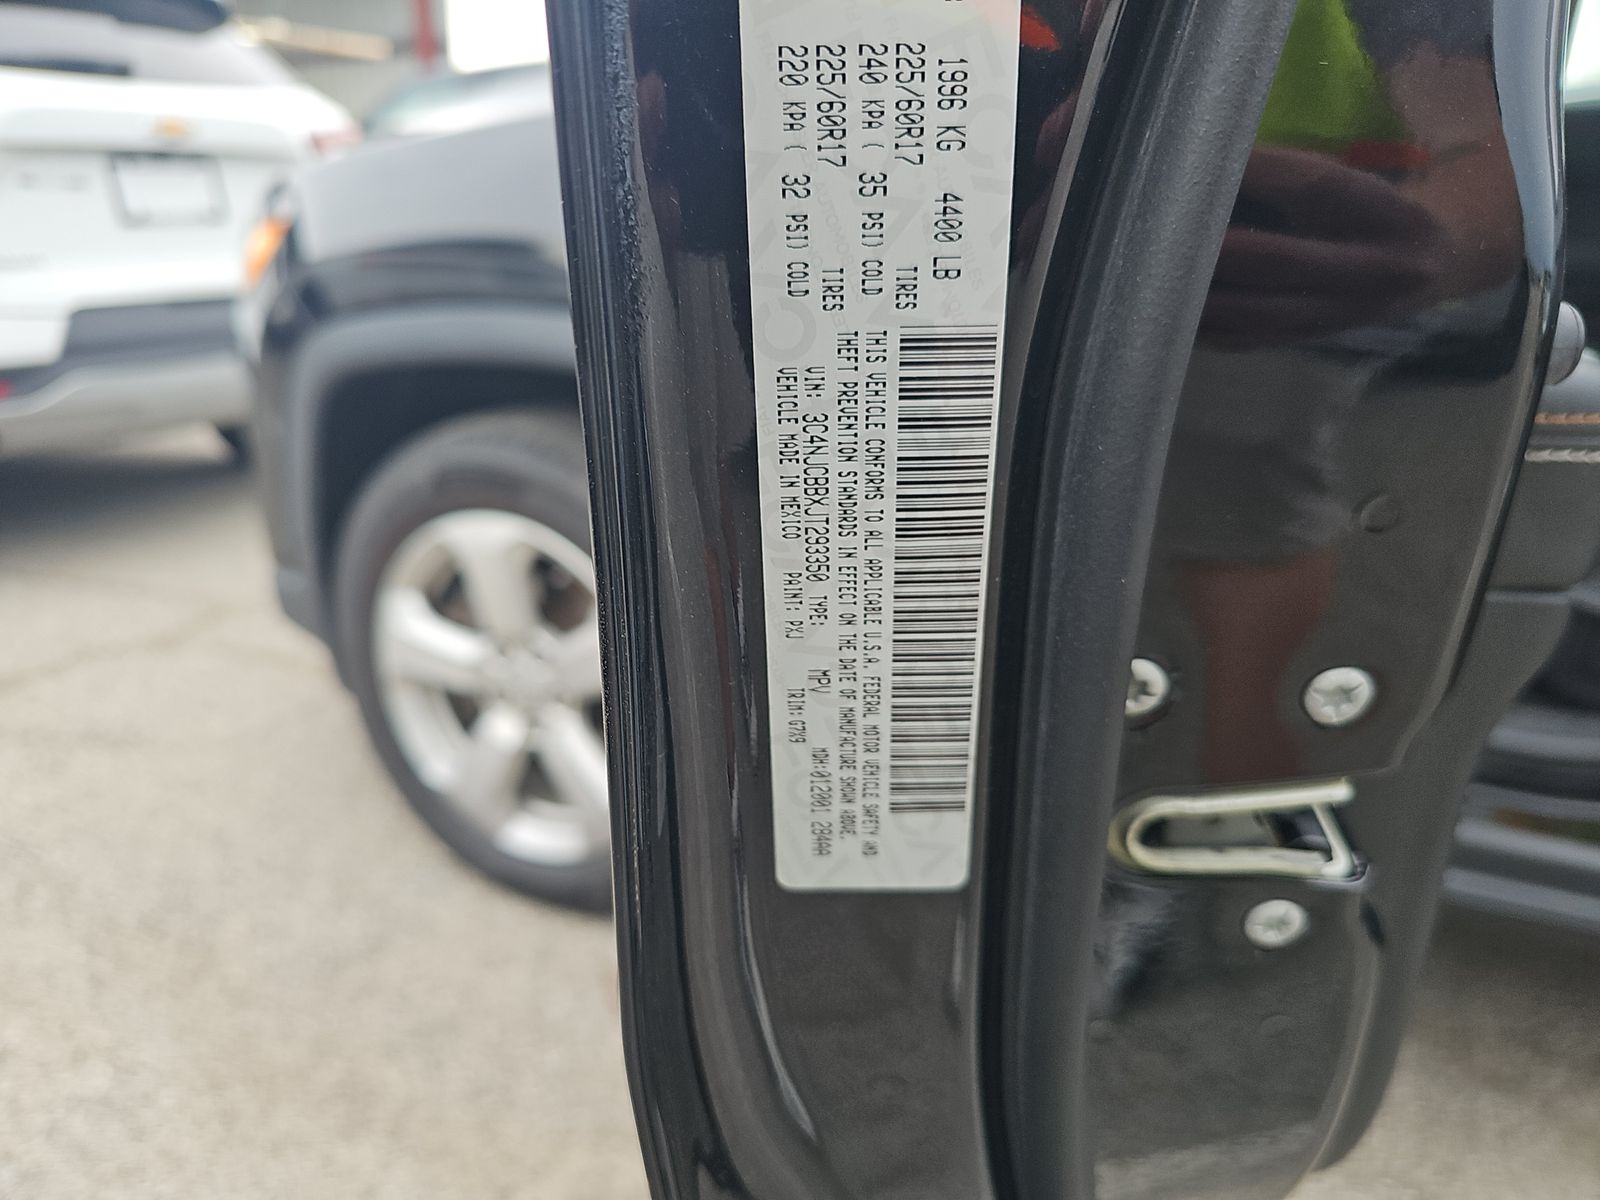 1996 KG 4400 LB
225/60R17 TIRES
240 KPA ( 35 PSI) COLD
225/60R17 TIRES
220 KPA ( 32 PSI) COLD
THIS VEHICLE CONFORMS TO ALL APPLICABLE U.S.A. FEDERAL MOTOR VEHICLE SAFETY AND
THEFT PREVENTION STANDARDS IN EFFECT ON THE DATE OF MANUFACTURE SHOWN ABOVE.
VIN: 3C4NJCBBXJT293350 TYPE: MPV MDH:012001 284AA
VEHICLE MADE IN MEXICO PAINT: PXJ TRIM: G7X9